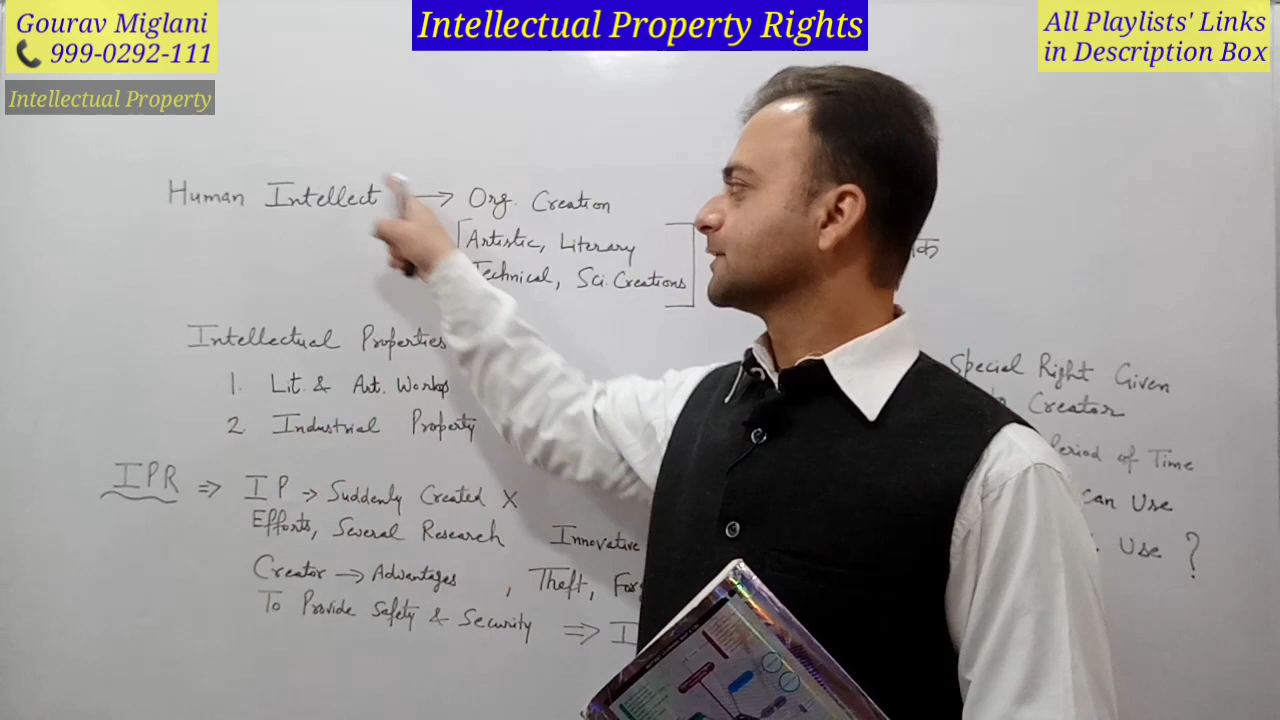 Gourav Miglani
999-0292-111
Intellectual Property
Intellectual Property Rights
All Playlists' Links
in Description Box
Human Intellect → Org. Creation
[Artistic, Literary
Technical, Sci. Creations]
Intellectual Properties
1. Lit. & Art. Works
2. Industrial Property
IPR ⇒ IP → Suddenly Created X
Efforts, Several Research Innovative
Creator → Advantages , Theft, Forg
To Provide Safety & Security ⇒ I
Special Right Given
Creator
Period of Time
Can Use
Use ?